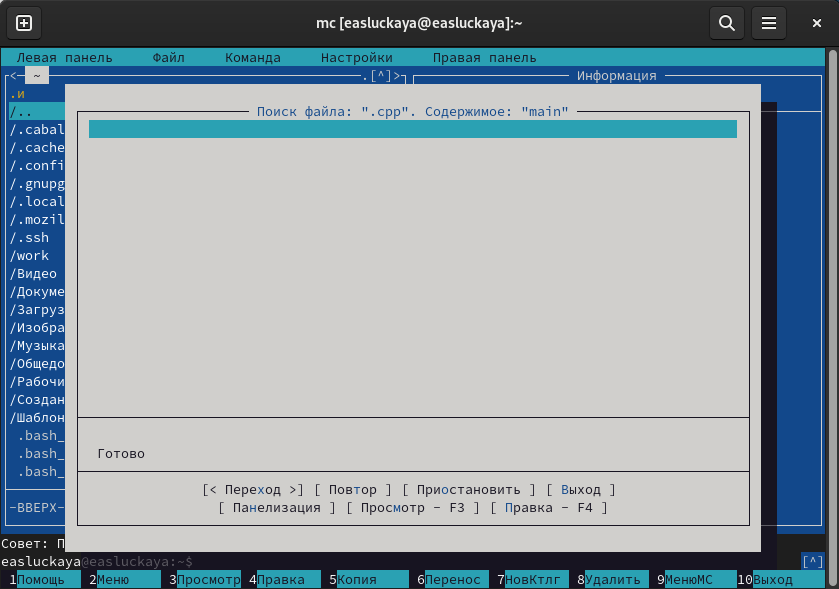 mc [easluckaya@easluckaya]:~
Левая панель Файл Команда Настройки Правая панель
<- ~ .[^]> Информация
.и
/..
Поиск файла: ".cpp". Содержимое: "main"
/.cabal
/.cache
/.confi
/.gnupg
/.local
/.mozil
/.ssh
/work
/Видео
/Докуме
/Загруз
/Изобра
/Музыка
/Общедо
/Рабочи
/Создан
/Шаблон
.bash_
.bash_
Готово
.bash_
[< Переход >] [ Повтор ] [ Приостановить ] [ Выход ]
-ВВЕРХ-
[ Панелизация ] [ Просмотр - F3 ] [ Правка - F4 ]
Совет: П
easluckaya@easluckaya:~$ [^]
1Помощь 2Меню 3Просмотр 4Правка 5Копия 6Перенос 7НовКтлг 8Удалить 9МенюМС 10Выход